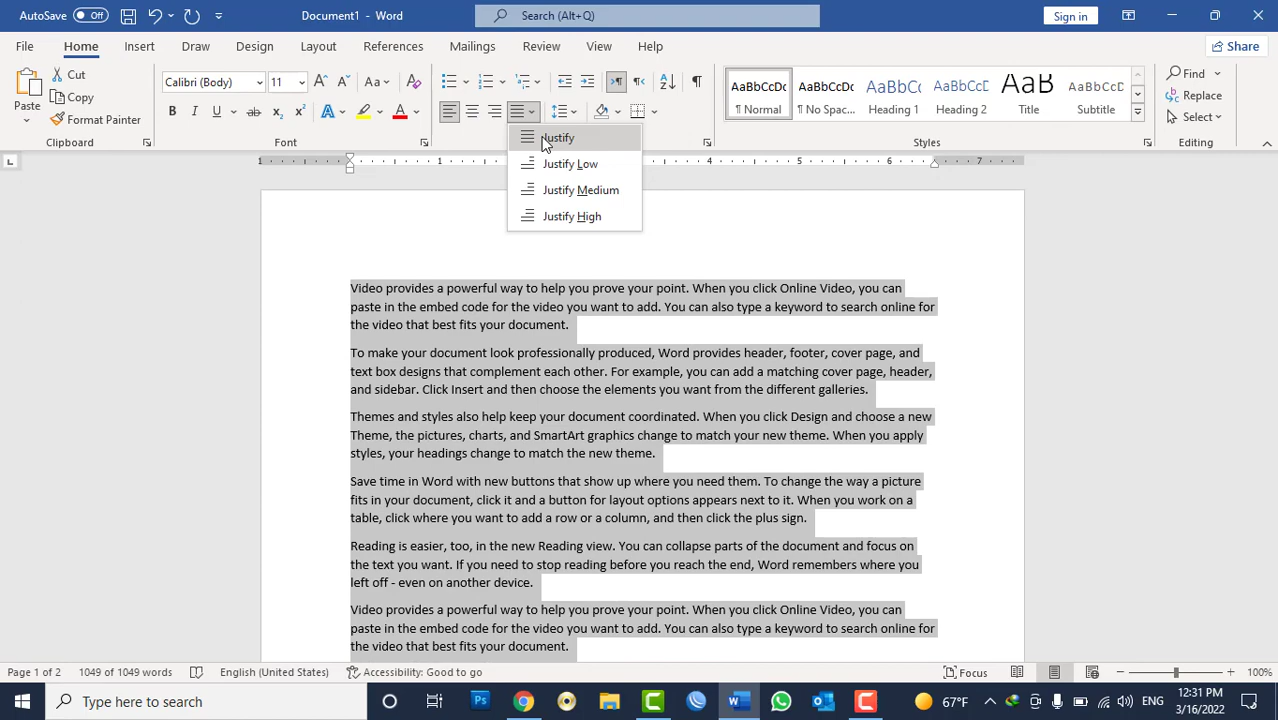 AutoSave Off Document1 - Word Search (Alt+Q) Sign in
File Home Insert Draw Design Layout References Mailings Review View Help Share
Paste Cut Copy Format Painter
Calibri (Body) 11 Aa
B I U ab x₂ x² A A
AaBbCcDc ¶ Normal AaBbCcDc ¶ No Spac... AaBbCc Heading 1 AaBbCcD Heading 2 AaB Title AaBbCcD Subtitle
Find
Replace
Select
Clipboard Font Styles Editing
Justify
Justify Low
Justify Medium
Justify High
1 1 4 5 6 7
Video provides a powerful way to help you prove your point. When you click Online Video, you can
paste in the embed code for the video you want to add. You can also type a keyword to search online for
the video that best fits your document.
To make your document look professionally produced, Word provides header, footer, cover page, and
text box designs that complement each other. For example, you can add a matching cover page, header,
and sidebar. Click Insert and then choose the elements you want from the different galleries.
Themes and styles also help keep your document coordinated. When you click Design and choose a new
Theme, the pictures, charts, and SmartArt graphics change to match your new theme. When you apply
styles, your headings change to match the new theme.
Save time in Word with new buttons that show up where you need them. To change the way a picture
fits in your document, click it and a button for layout options appears next to it. When you work on a
table, click where you want to add a row or a column, and then click the plus sign.
Reading is easier, too, in the new Reading view. You can collapse parts of the document and focus on
the text you want. If you need to stop reading before you reach the end, Word remembers where you
left off - even on another device.
Video provides a powerful way to help you prove your point. When you click Online Video, you can
paste in the embed code for the video you want to add. You can also type a keyword to search online for
the video that best fits your document.
Page 1 of 2 1049 of 1049 words English (United States) Accessibility: Good to go Focus 100%
Type here to search 67°F 12:31 PM
3/16/2022